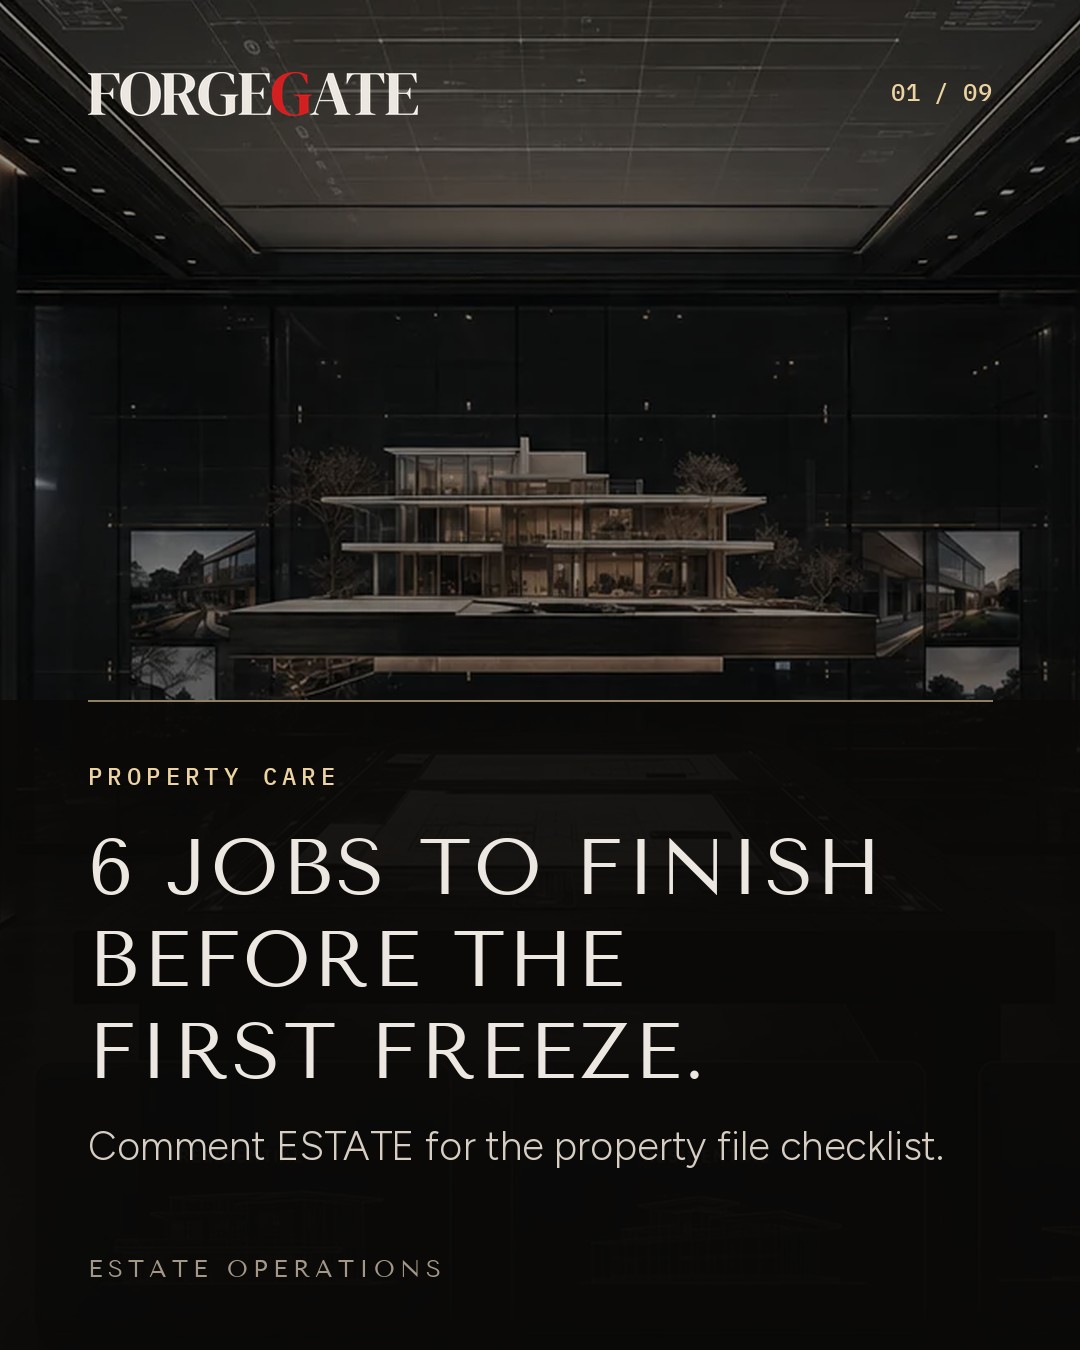 FORGEGATE
01 / 09
PROPERTY CARE
6 JOBS TO FINISH
BEFORE THE
FIRST FREEZE.
Comment ESTATE for the property file checklist.
ESTATE OPERATIONS